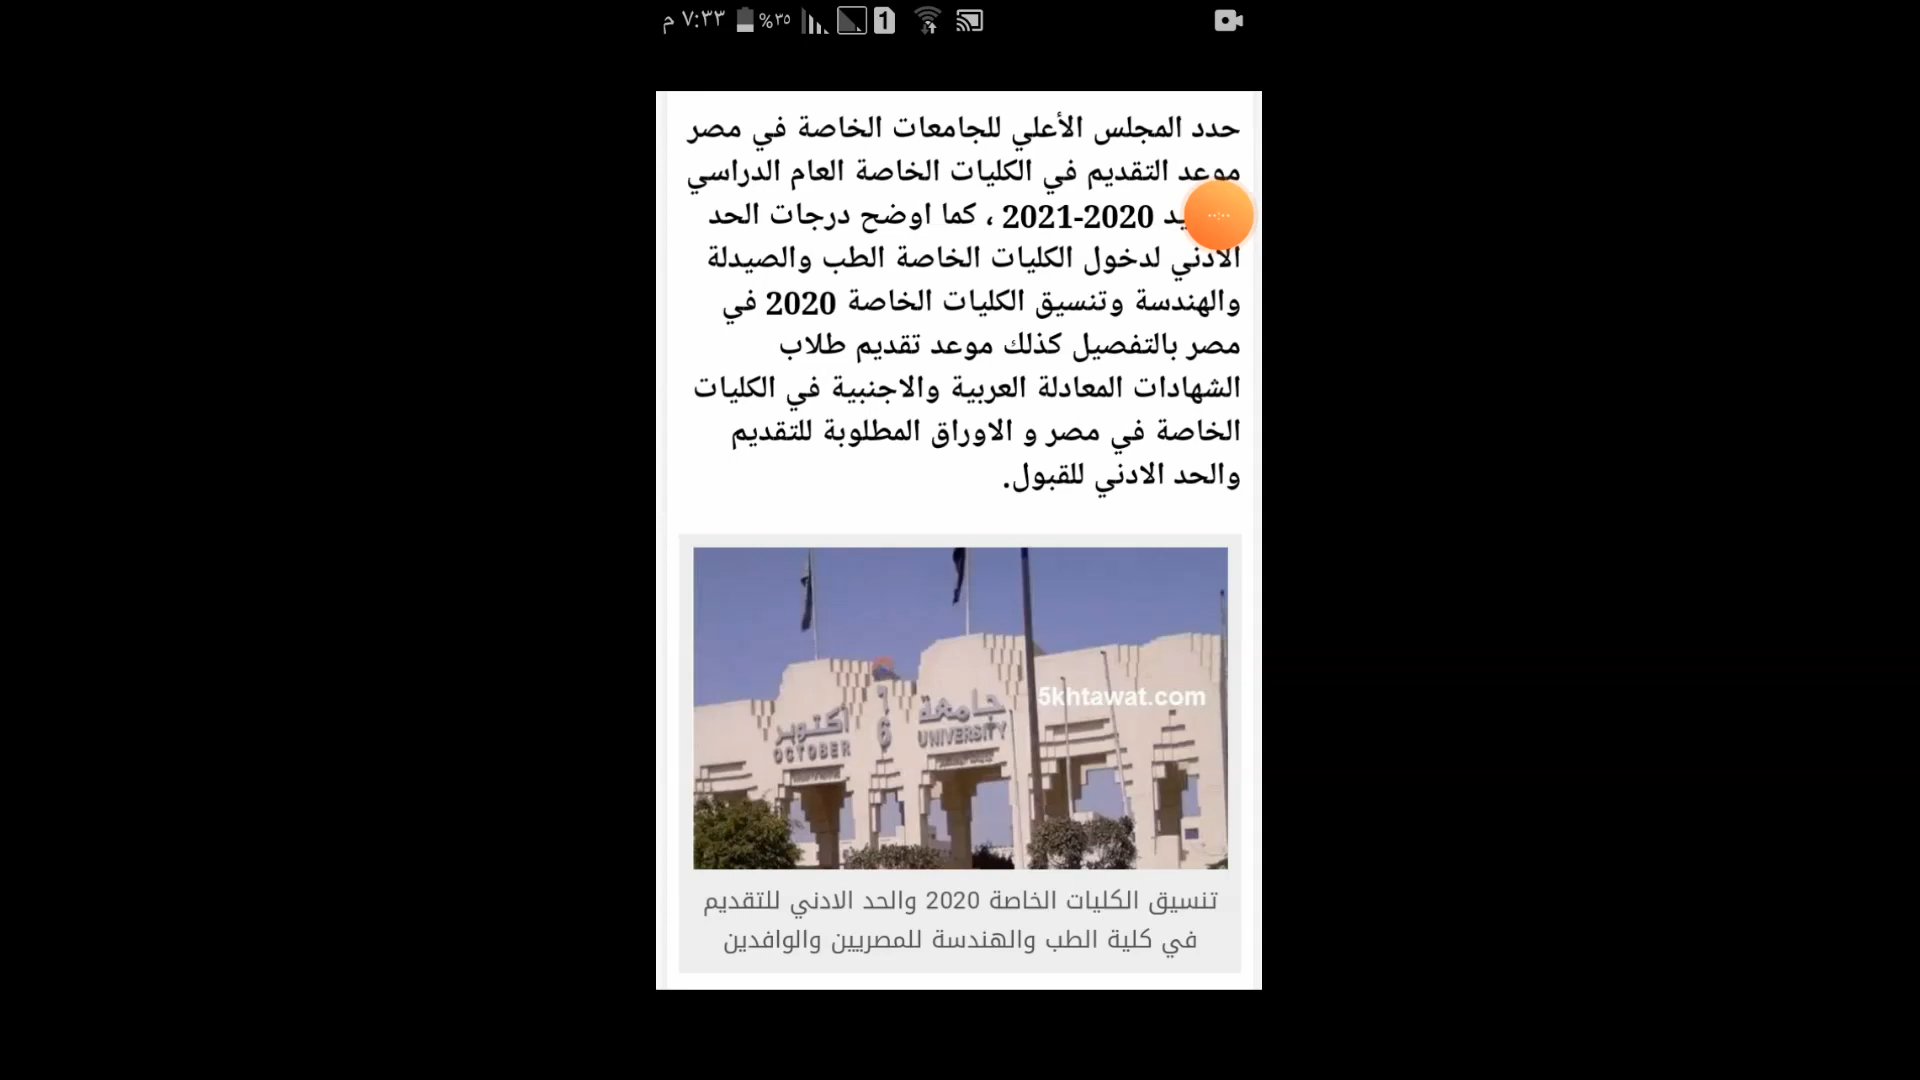 ٧:٣٣ م
%٣٥
1
حدد المجلس الأعلي للجامعات الخاصة في مصر
موعد التقديم في الكليات الخاصة العام الدراسي
2021-2020 ، كما اوضح درجات الحد
الادني لدخول الكليات الخاصة الطب والصيدلة
والهندسة وتنسيق الكليات الخاصة 2020 في
مصر بالتفصيل كذلك موعد تقديم طلاب
الشهادات المعادلة العربية والاجنبية في الكليات
الخاصة في مصر و الاوراق المطلوبة للتقديم
والحد الادني للقبول.
5khtawat.com
جامعة ٦ أكتوبر
OCTOBER 6 UNIVERSITY
تنسيق الكليات الخاصة 2020 والحد الادني للتقديم
في كلية الطب والهندسة للمصريين والوافدين